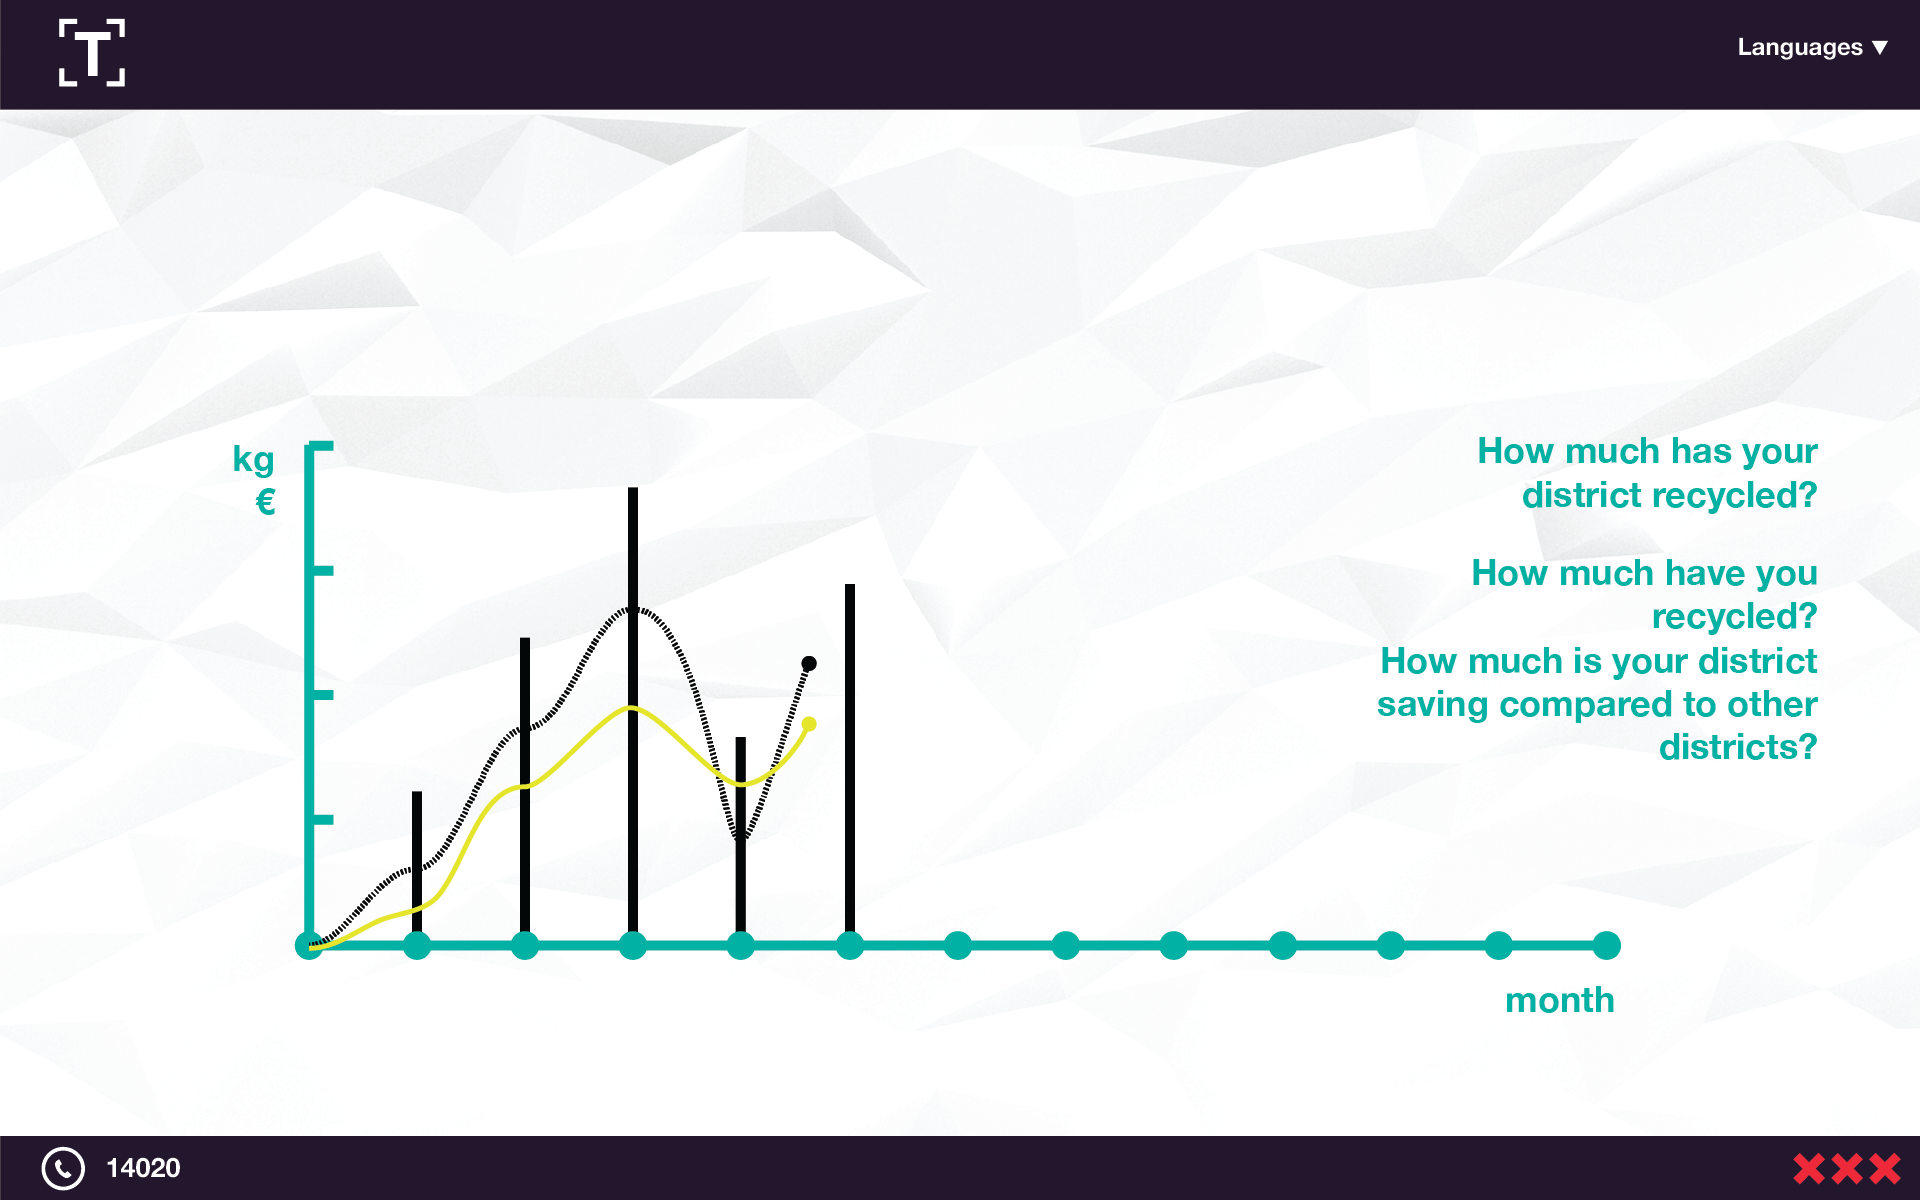 T
Languages ▼
kg
€
How much has your
district recycled?
How much have you
recycled?
How much is your district
saving compared to other
districts?
month
14020